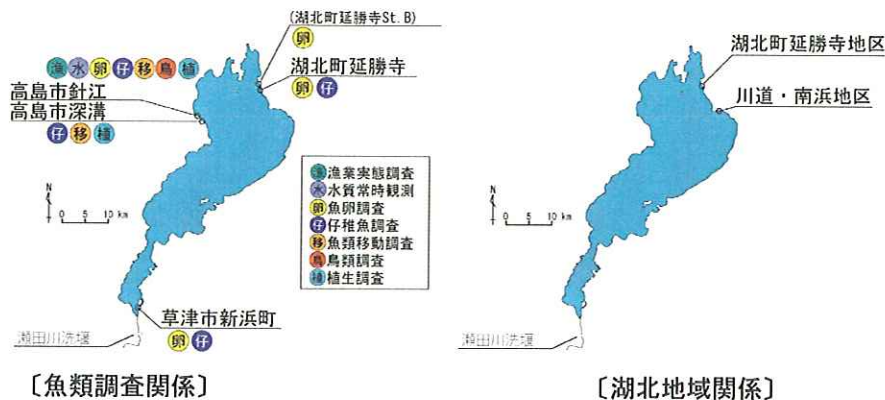 (湖北町延勝寺St.B)
卵
湖北町延勝寺
卵 仔
漁 水 卵 仔 移 鳥 植
高島市針江
高島市深溝
仔 移 植
漁 漁業実態調査
水 水質常時観測
卵 魚卵調査
仔 仔稚魚調査
移 魚類移動調査
鳥 鳥類調査
植 植生調査
N
0 5 10 km
草津市新浜町
卵 仔
瀬田川洗堰
〔魚類調査関係〕
湖北町延勝寺地区
川道・南浜地区
N
0 5 10 km
瀬田川洗堰
〔湖北地域関係〕